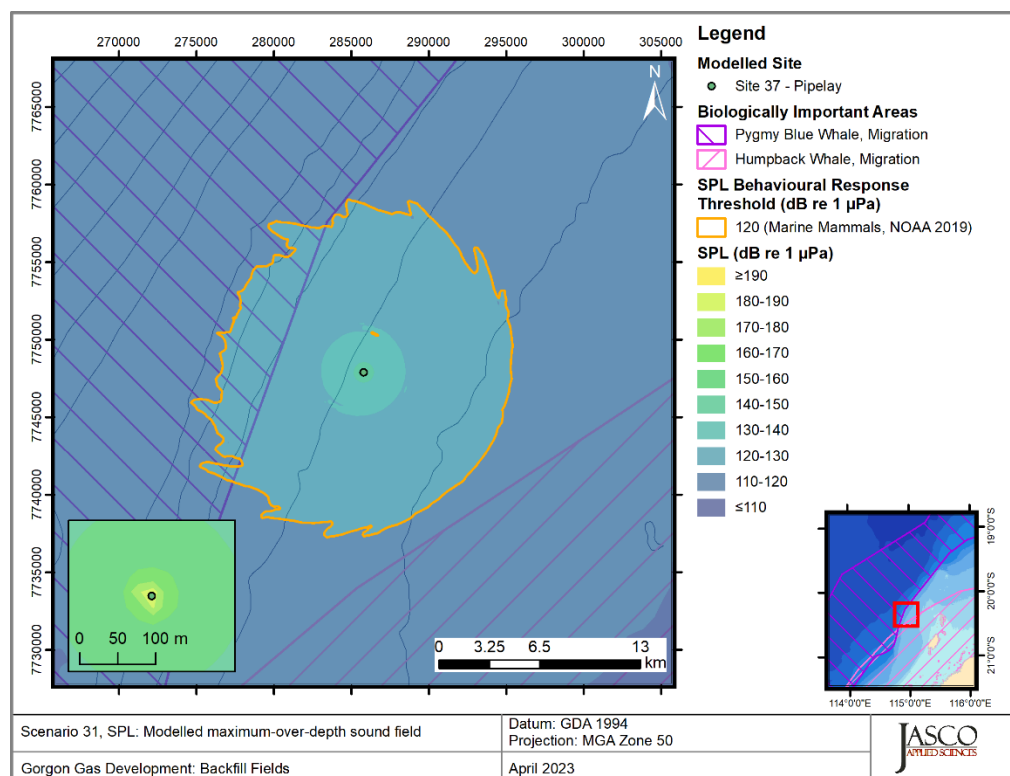 270000 275000 280000 285000 290000 295000 300000 305000
7765000
7760000
7755000
7750000
7745000
7740000
7735000
7730000
N
0 50 100 m
0 3.25 6.5 13
km
Legend
Modelled Site
Site 37 - Pipelay
Biologically Important Areas
Pygmy Blue Whale, Migration
Humpback Whale, Migration
SPL Behavioural Response
Threshold (dB re 1 µPa)
120 (Marine Mammals, NOAA 2019)
SPL (dB re 1 µPa)
≥190
180-190
170-180
160-170
150-160
140-150
130-140
120-130
110-120
≤110
19°0'0"S
20°0'0"S
21°0'0"S
114°0'0"E 115°0'0"E 116°0'0"E
Scenario 31, SPL: Modelled maximum-over-depth sound field
Datum: GDA 1994
Projection: MGA Zone 50
Gorgon Gas Development: Backfill Fields
April 2023
JASCO
APPLIED SCIENCES